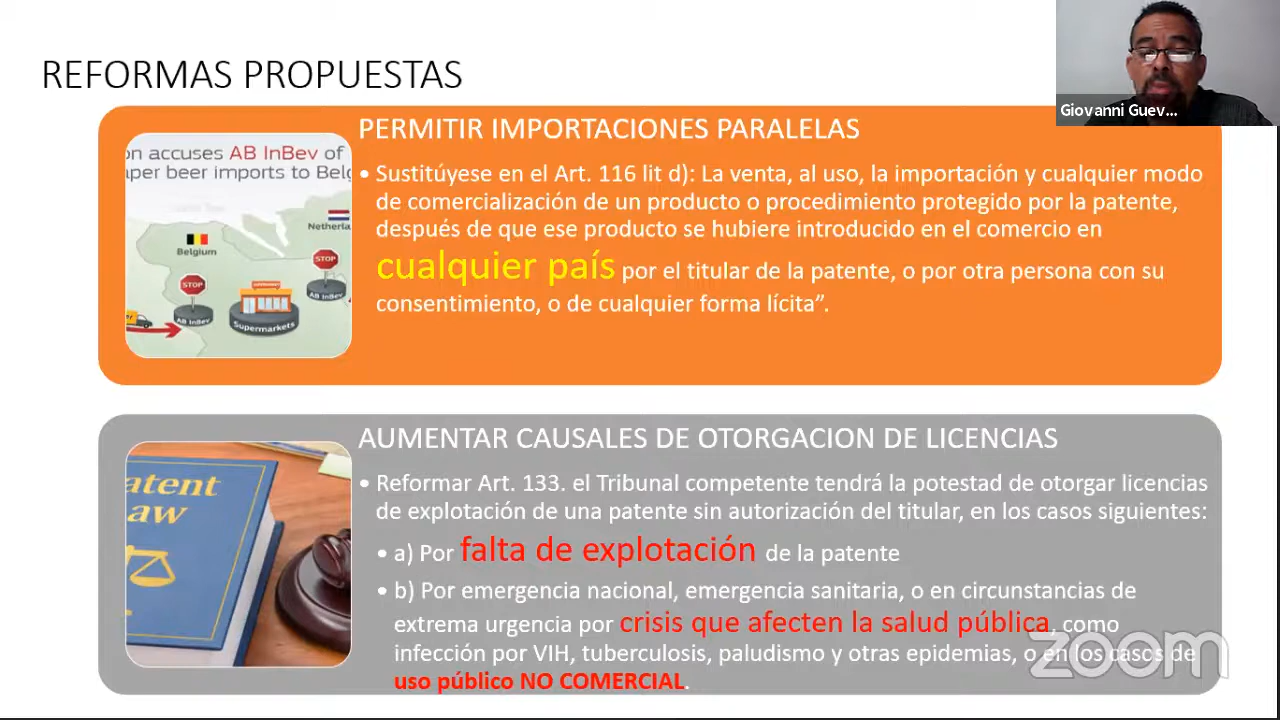 REFORMAS PROPUESTAS
Giovanni Guev...
PERMITIR IMPORTACIONES PARALELAS
on accuses AB InBev of
aper beer imports to Belg
Netherla
Belgium
STOP
STOP
AB InBev
AB InBev
Supermarkets
• Sustitúyese en el Art. 116 lit d): La venta, al uso, la importación y cualquier modo
de comercialización de un producto o procedimiento protegido por la patente,
después de que ese producto se hubiere introducido en el comercio en
cualquier país por el titular de la patente, o por otra persona con su
consentimiento, o de cualquier forma lícita”.
AUMENTAR CAUSALES DE OTORGACION DE LICENCIAS
atent
aw
• Reformar Art. 133. el Tribunal competente tendrá la potestad de otorgar licencias
de explotación de una patente sin autorización del titular, en los casos siguientes:
• a) Por falta de explotación de la patente
• b) Por emergencia nacional, emergencia sanitaria, o en circunstancias de
extrema urgencia por crisis que afecten la salud pública, como
infección por VIH, tuberculosis, paludismo y otras epidemias, o en los casos de
uso público NO COMERCIAL.
zoom